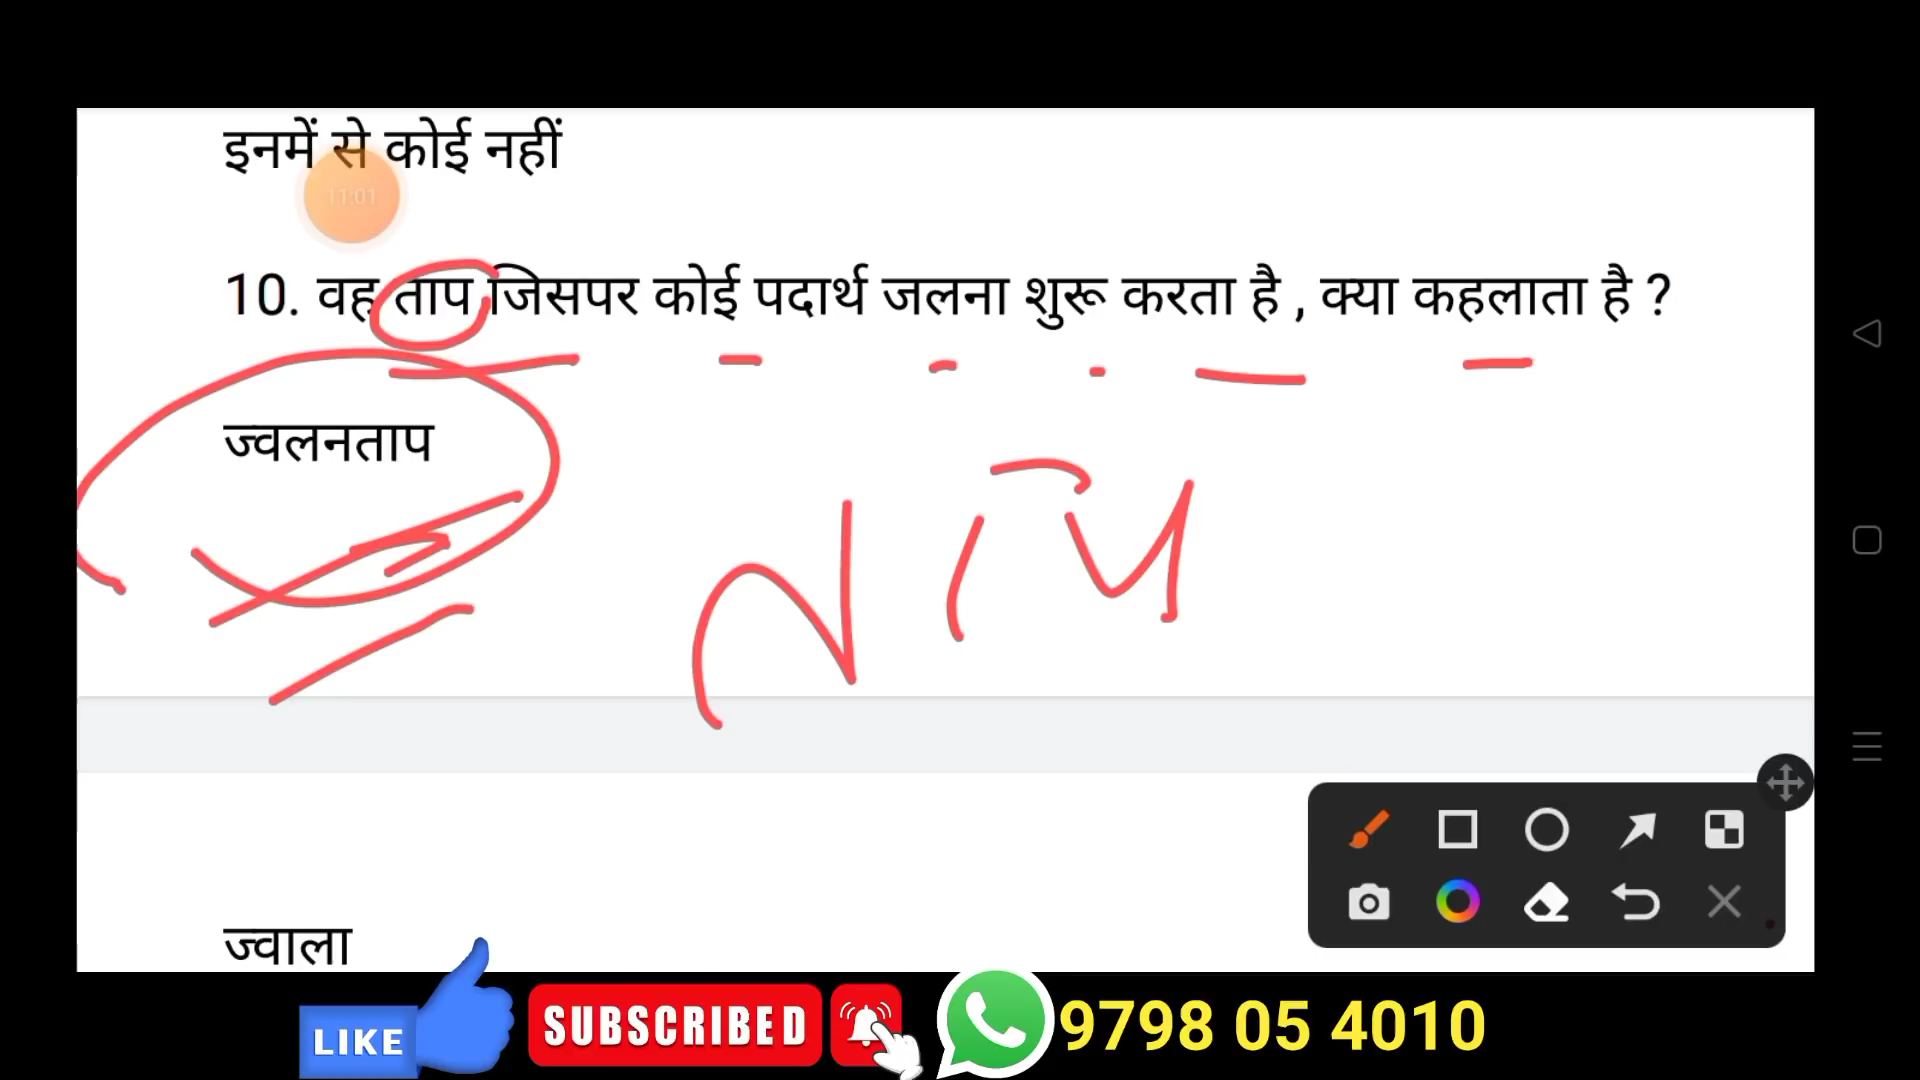 इनमें से कोई नहीं
11:01
10. वह ताप जिसपर कोई पदार्थ जलना शुरू करता है , क्या कहलाता है ?
ज्वलनताप
ज्वाला
LIKE SUBSCRIBED 9798 05 4010